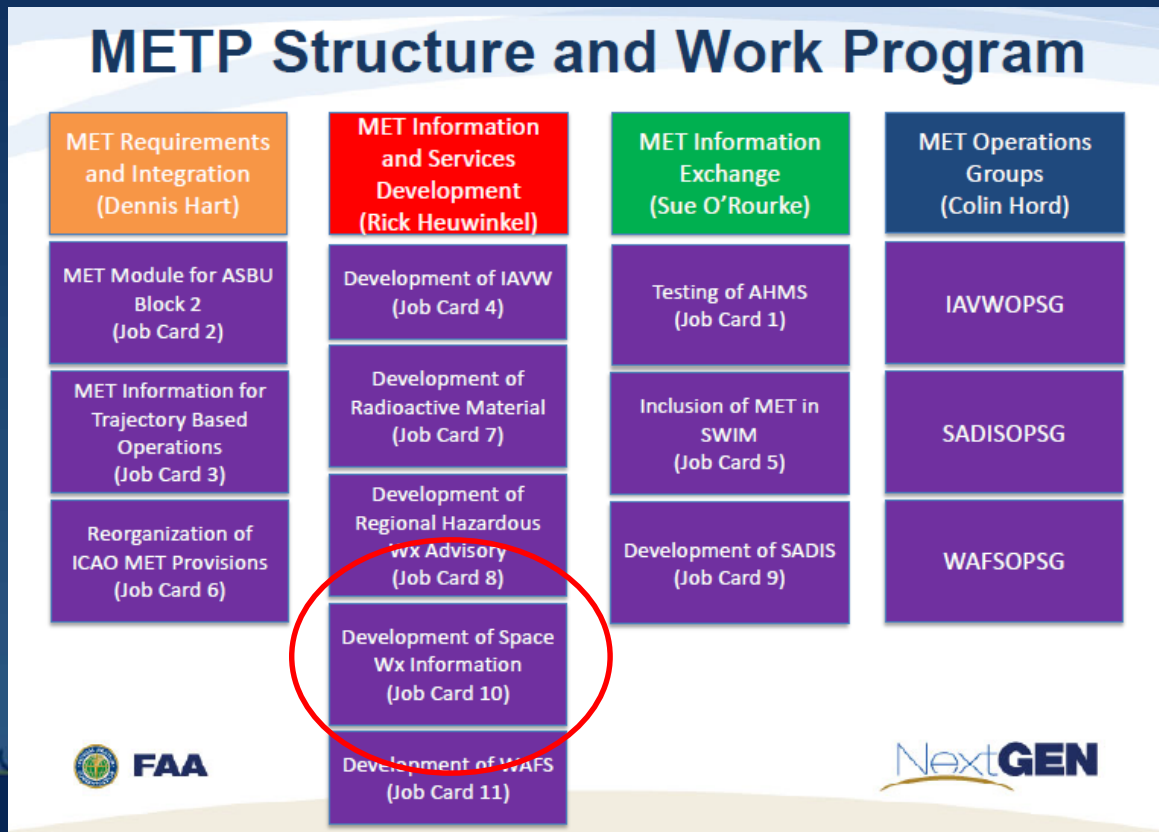 METP Structure and Work Program
MET Requirements
and Integration
(Dennis Hart)
MET Module for ASBU
Block 2
(Job Card 2)
MET Information for
Trajectory Based
Operations
(Job Card 3)
Reorganization of
ICAO MET Provisions
(Job Card 6)
MET Information
and Services
Development
(Rick Heuwinkel)
Development of IAVW
(Job Card 4)
Development of
Radioactive Material
(Job Card 7)
Development of
Regional Hazardous
Wx Advisory
(Job Card 8)
Development of Space
Wx Information
(Job Card 10)
Development of WAFS
(Job Card 11)
MET Information
Exchange
(Sue O’Rourke)
Testing of AHMS
(Job Card 1)
Inclusion of MET in
SWIM
(Job Card 5)
Development of SADIS
(Job Card 9)
MET Operations
Groups
(Colin Hord)
IAVWOPSG
SADISOPSG
WAFSOPSG
FAA
NextGEN